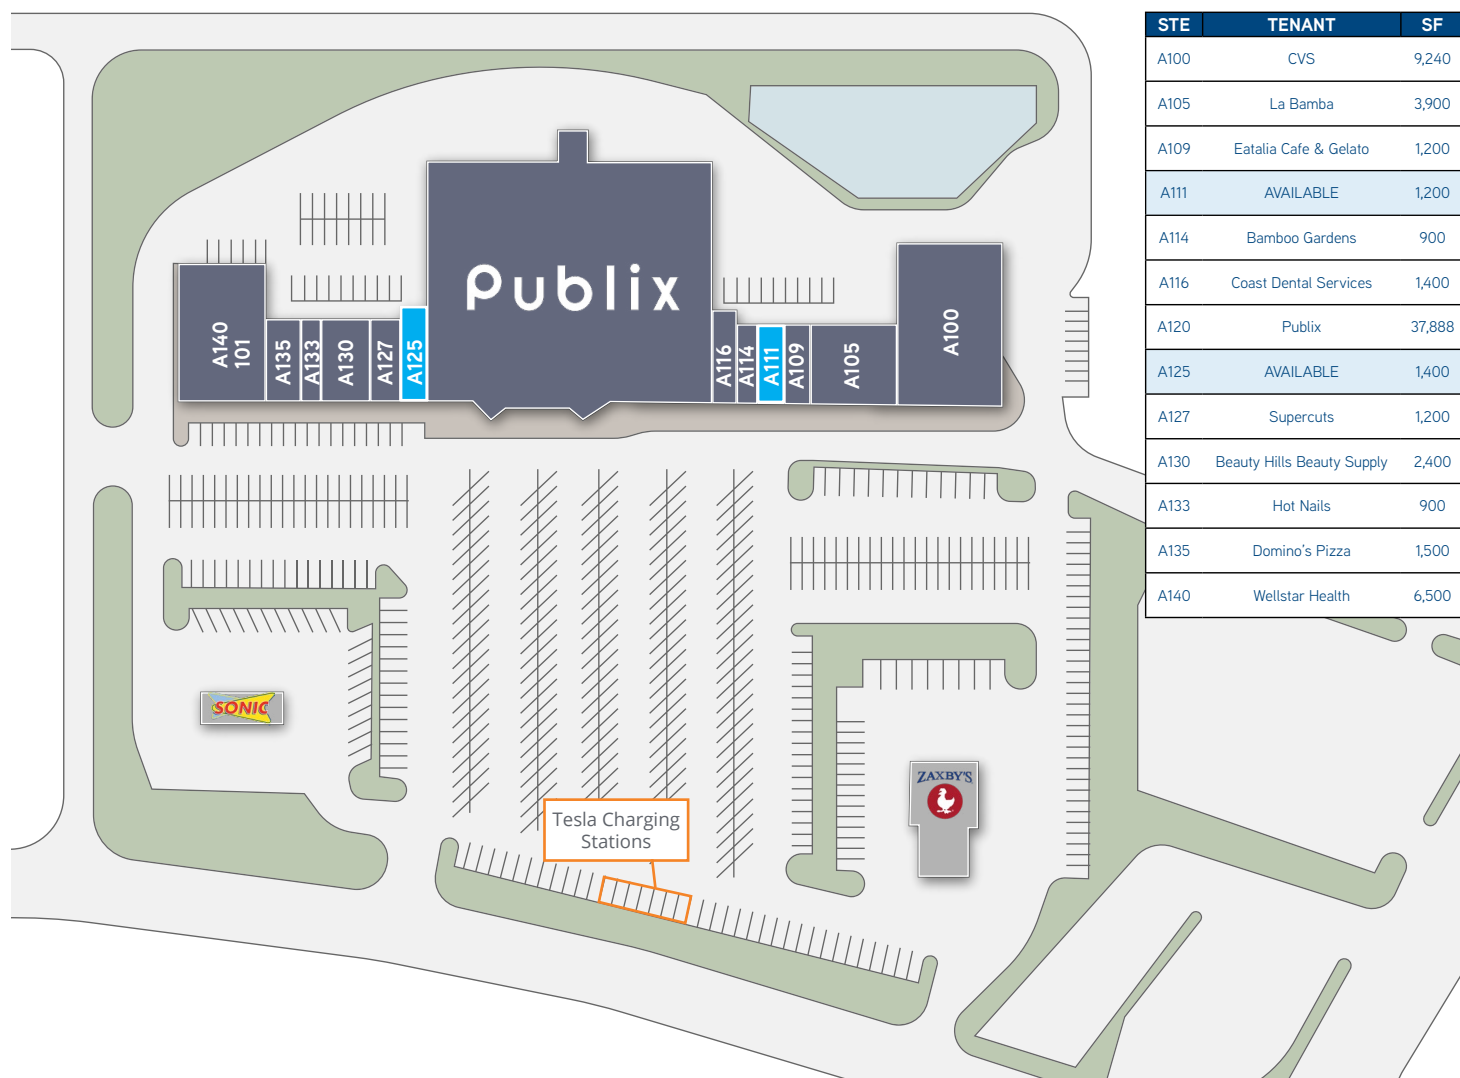 STE TENANT SF
A100 CVS 9,240
A105 La Bamba 3,900
A109 Eatalia Cafe & Gelato 1,200
A111 AVAILABLE 1,200
A114 Bamboo Gardens 900
A116 Coast Dental Services 1,400
A120 Publix 37,888
A125 AVAILABLE 1,400
A127 Supercuts 1,200
A130 Beauty Hills Beauty Supply 2,400
A133 Hot Nails 900
A135 Domino's Pizza 1,500
A140 Wellstar Health 6,500
Publix
A140
101
A135
A133
A130
A127
A125
A116
A114
A111
A109
A105
A100
SONIC
ZAXBY'S
Tesla Charging
Stations